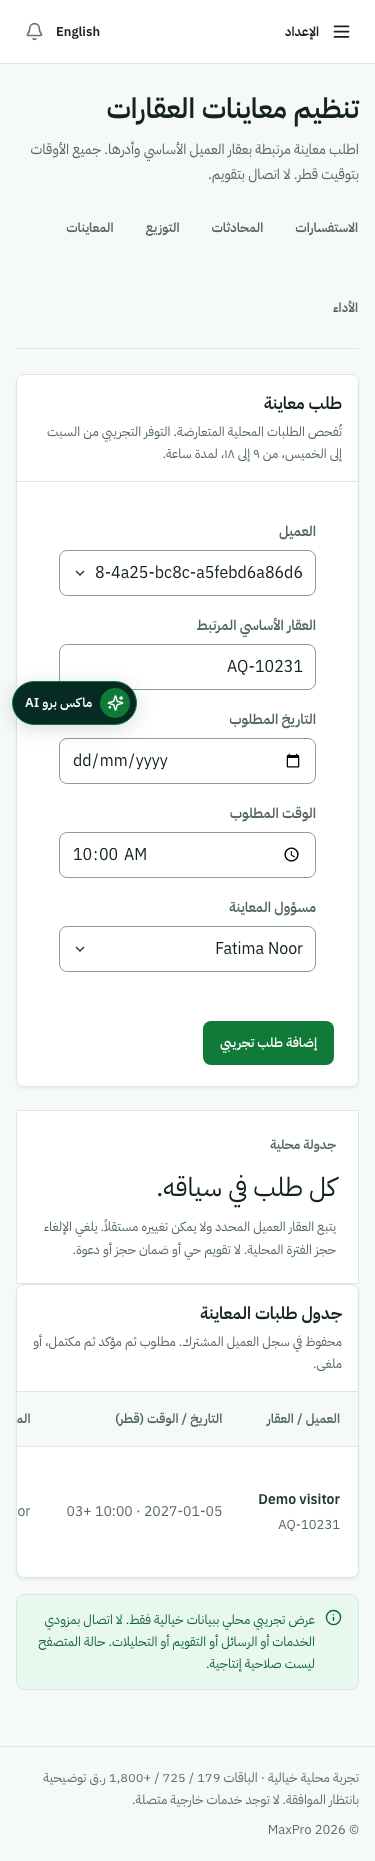 الإعداد
English
تنظيم معاينات العقارات
اطلب معاينة مرتبطة بعقار العميل الأساسي وأدرها. جميع الأوقات
بتوقيت قطر. لا اتصال بتقويم.
الاستفسارات المحادثات التوزيع المعاينات
الأداء
طلب معاينة
تُفحص الطلبات المحلية المتعارضة. التوفر التجريبي من السبت
إلى الخميس، من ٩ إلى ١٨، لمدة ساعة.
العميل
8-4a25-bc8c-a5febd6a86d6
العقار الأساسي المرتبط
AQ-10231
ماكس برو AI
التاريخ المطلوب
dd/mm/yyyy
الوقت المطلوب
10:00 AM
مسؤول المعاينة
Fatima Noor
إضافة طلب تجريبي
جدولة محلية
كل طلب في سياقه.
يتبع العقار العميل المحدد ولا يمكن تغييره مستقلاً. يلغي الإلغاء
حجز الفترة المحلية. لا تقويم حي أو ضمان حجز أو دعوة.
جدول طلبات المعاينة
محفوظ في سجل العميل المشترك. مطلوب ثم مؤكد ثم مكتمل، أو
ملغى.
العميل / العقار التاريخ / الوقت (قطر) الم
Demo visitor
AQ-10231
2027-01-05 · 10:00 +03
or
عرض تجريبي محلي ببيانات خيالية فقط. لا اتصال بمزودي
الخدمات أو الرسائل أو التقويم أو التحليلات. حالة المتصفح
ليست صلاحية إنتاجية.
تجربة محلية خيالية · الباقات 179 / 725 / +1,800 ر.ق توضيحية
بانتظار الموافقة. لا توجد خدمات خارجية متصلة.
© 2026 MaxPro